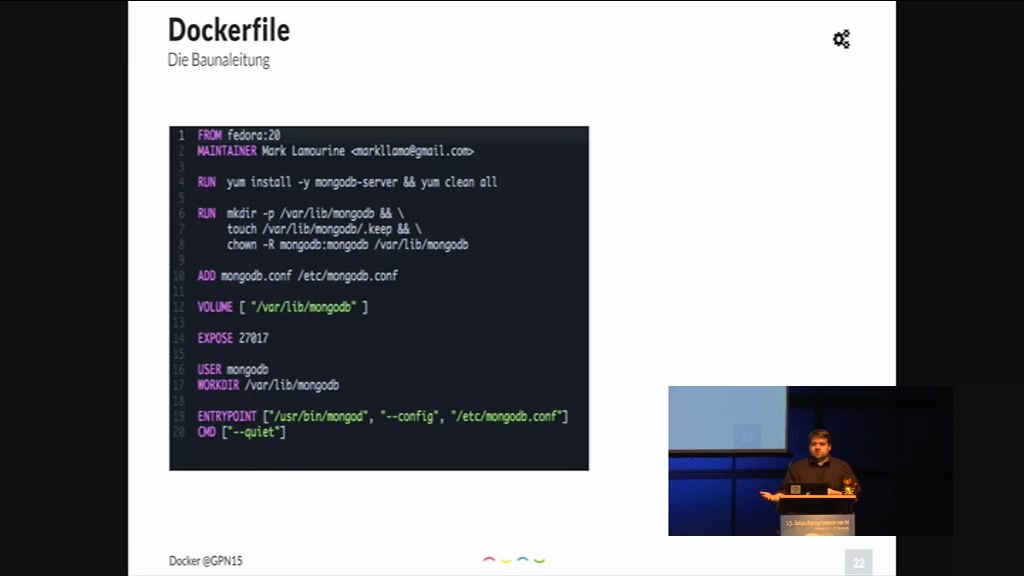 Dockerfile
Die Baunaleitung
1 FROM fedora:20
2 MAINTAINER Mark Lamourine <markllama@gmail.com>
3
4 RUN yum install -y mongodb-server && yum clean all
5
6 RUN mkdir -p /var/lib/mongodb && \
7 touch /var/lib/mongodb/.keep && \
8 chown -R mongodb:mongodb /var/lib/mongodb
9
10 ADD mongodb.conf /etc/mongodb.conf
11
12 VOLUME [ "/var/lib/mongodb" ]
13
14 EXPOSE 27017
15
16 USER mongodb
17 WORKDIR /var/lib/mongodb
18
19 ENTRYPOINT ["/usr/bin/mongod", "--config", "/etc/mongodb.conf"]
20 CMD ["--quiet"]
21
15. Gulaschprogrammiernacht
Docker @GPN15
22